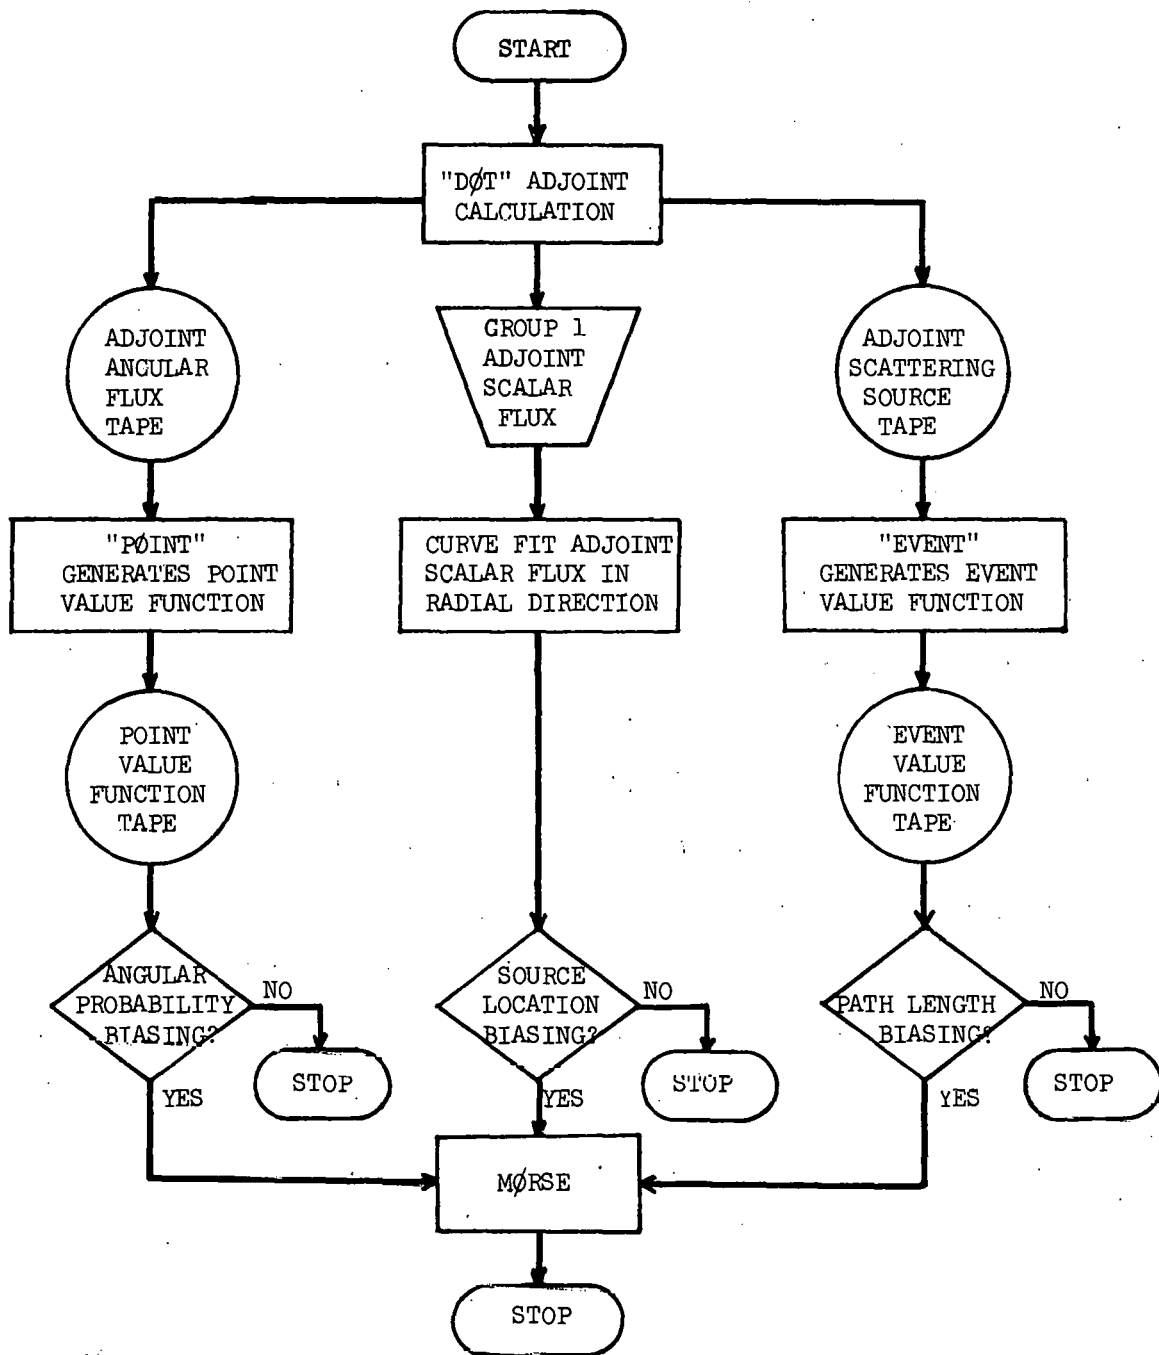 START
"DØT" ADJOINT
CALCULATION
ADJOINT
ANGULAR
FLUX
TAPE
GROUP 1
ADJOINT
SCALAR
FLUX
ADJOINT
SCATTERING
SOURCE
TAPE
"PØINT"
GENERATES POINT
VALUE FUNCTION
CURVE FIT ADJOINT
SCALAR FLUX IN
RADIAL DIRECTION
"EVENT"
GENERATES EVENT
VALUE FUNCTION
POINT
VALUE
FUNCTION
TAPE
EVENT
VALUE
FUNCTION
TAPE
ANGULAR
PROBABILITY
BIASING?
NO
STOP
YES
SOURCE
LOCATION
BIASING?
NO
STOP
YES
PATH LENGTH
BIASING?
NO
STOP
YES
MØRSE
STOP